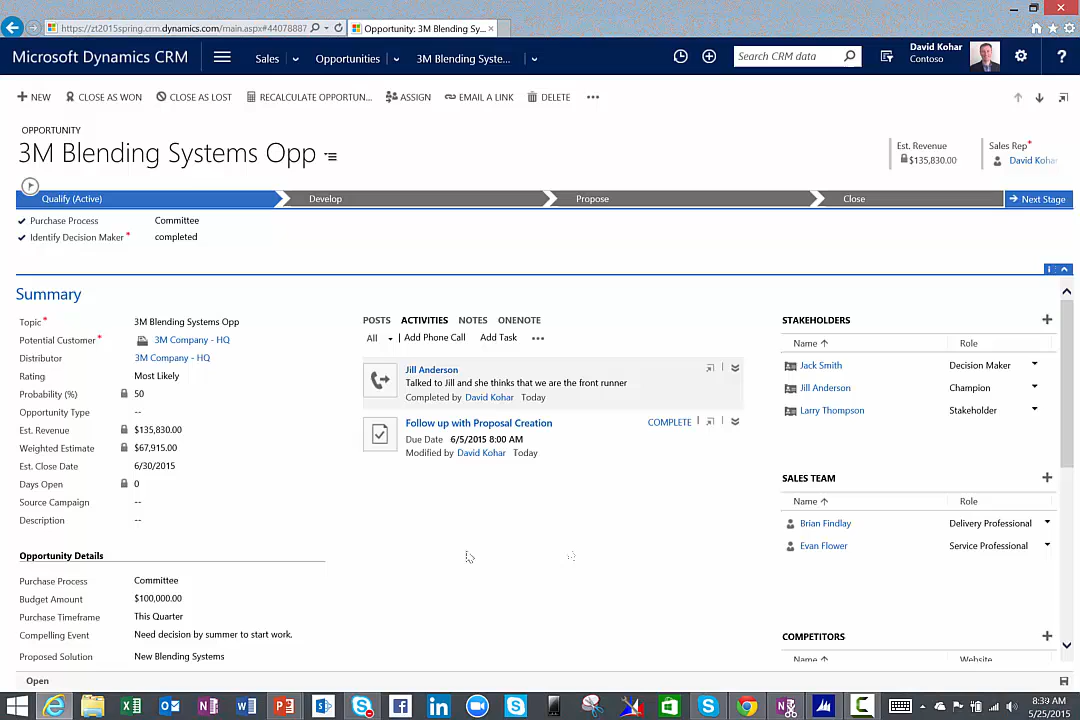 https://zt2015spring.crm.dynamics.com/main.aspx#44078887
Opportunity: 3M Blending Sy...
Microsoft Dynamics CRM
Sales
Opportunities
3M Blending Syste...
Search CRM data
David Kohar
Contoso
?
NEW
CLOSE AS WON
CLOSE AS LOST
RECALCULATE OPPORTUN...
ASSIGN
EMAIL A LINK
DELETE
OPPORTUNITY
3M Blending Systems Opp
Est. Revenue
$135,830.00
Sales Rep*
David Kohar
Qualify (Active)
Develop
Propose
Close
Next Stage
Purchase Process Committee
Identify Decision Maker* completed
Summary
Topic* 3M Blending Systems Opp
Potential Customer* 3M Company - HQ
Distributor 3M Company - HQ
Rating Most Likely
Probability (%) 50
Opportunity Type --
Est. Revenue $135,830.00
Weighted Estimate $67,915.00
Est. Close Date 6/30/2015
Days Open 0
Source Campaign --
Description --
Opportunity Details
Purchase Process Committee
Budget Amount $100,000.00
Purchase Timeframe This Quarter
Compelling Event Need decision by summer to start work.
Proposed Solution New Blending Systems
POSTS ACTIVITIES NOTES ONENOTE
All | Add Phone Call Add Task
Jill Anderson
Talked to Jill and she thinks that we are the front runner
Completed by David Kohar Today
Follow up with Proposal Creation COMPLETE
Due Date 6/5/2015 8:00 AM
Modified by David Kohar Today
STAKEHOLDERS
Name Role
Jack Smith Decision Maker
Jill Anderson Champion
Larry Thompson Stakeholder
SALES TEAM
Name Role
Brian Findlay Delivery Professional
Evan Flower Service Professional
COMPETITORS
Name Website
Open
8:39 AM
5/25/2015